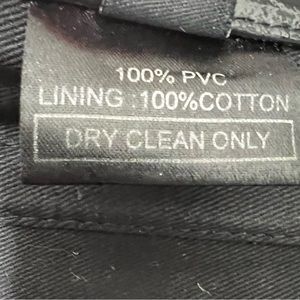 100% PVC
LINING :100%COTTON
DRY CLEAN ONLY